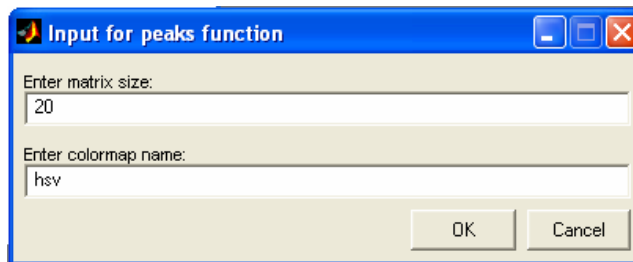 Input for peaks function
Enter matrix size:
20
Enter colormap name:
hsv
OK Cancel